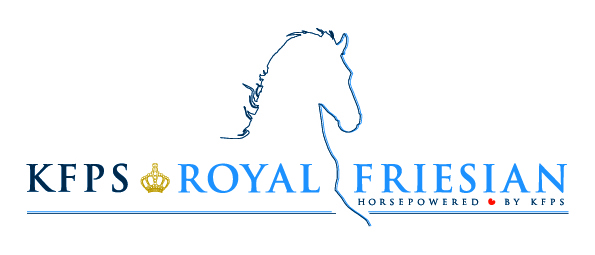 KFPS ROYAL FRIESIAN
HORSEPOWERED BY KFPS